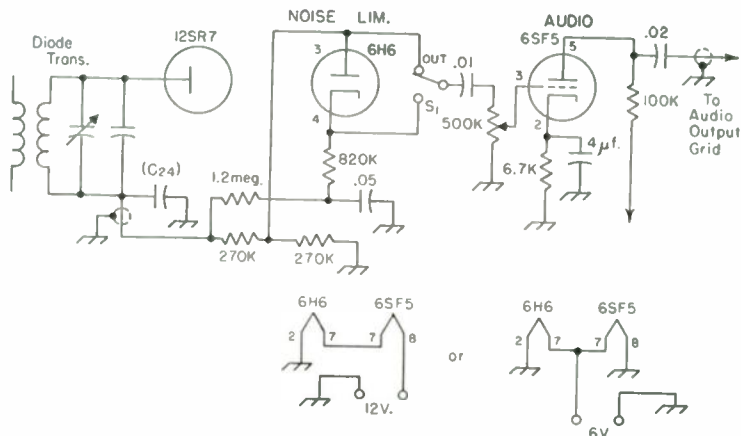 NOISE LIM.
AUDIO
Diode
Trans.
12SR7
3
6H6
OUT
.01
6SF5
5
.02
4
S1
500K
3
2
100K
To
Audio
Output
Grid
820K
6.7K
4 µf.
(C24)
1.2meg.
.05
270K
270K
6H6
6SF5
2
7
7
8
12V.
or
6H6
6SF5
2
7
7
8
6V